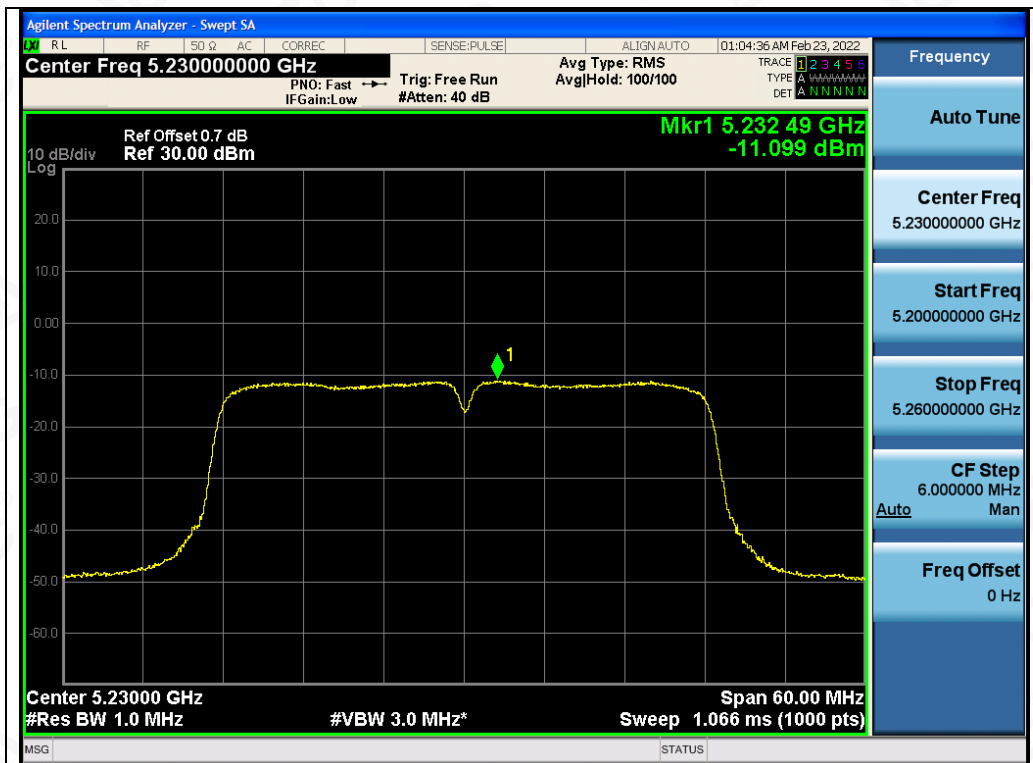 Agilent Spectrum Analyzer - Swept SA
LXI RL RF 50 Ω AC CORREC SENSE:PULSE ALIGN AUTO 01:04:36 AM Feb 23, 2022
Center Freq 5.230000000 GHz
PNO: Fast
IFGain:Low
Trig: Free Run
#Atten: 40 dB
Avg Type: RMS
Avg|Hold: 100/100
TRACE 1 2 3 4 5 6
TYPE A WWWWW
DET A N N N N N
Frequency
Auto Tune
Center Freq
5.230000000 GHz
Start Freq
5.200000000 GHz
Stop Freq
5.260000000 GHz
CF Step
6.000000 MHz
Auto Man
Freq Offset
0 Hz
Mkr1 5.232 49 GHz
-11.099 dBm
Ref Offset 0.7 dB
10 dB/div Ref 30.00 dBm
Log
20.0
10.0
0.00
-10.0
-20.0
-30.0
-40.0
-50.0
-60.0
1
Center 5.23000 GHz Span 60.00 MHz
#Res BW 1.0 MHz #VBW 3.0 MHz* Sweep 1.066 ms (1000 pts)
MSG STATUS